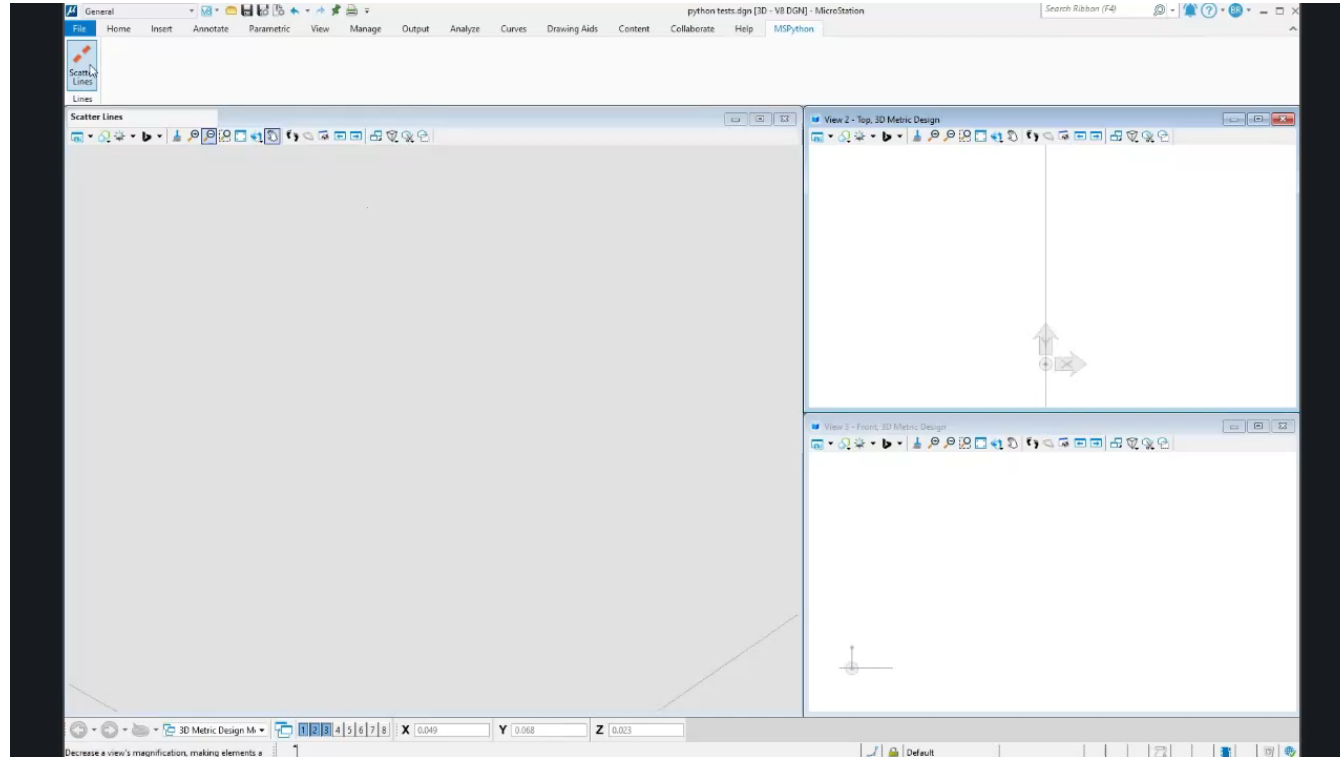 General
python tests.dgn [3D - V8 DGN] - MicroStation
Search Ribbon (F4)
BR
File Home Insert Annotate Parametric View Manage Output Analyze Curves Drawing Aids Content Collaborate Help MSPython
Scatter
Lines
Lines
Scatter Lines
View 2 - Top, 3D Metric Design
Y
X
View 3 - Front, 3D Metric Design
3D Metric Design M 1 2 3 4 5 6 7 8 X 0.049 Y 0.068 Z 0.023
Decrease a view's magnification, making elements a
Default